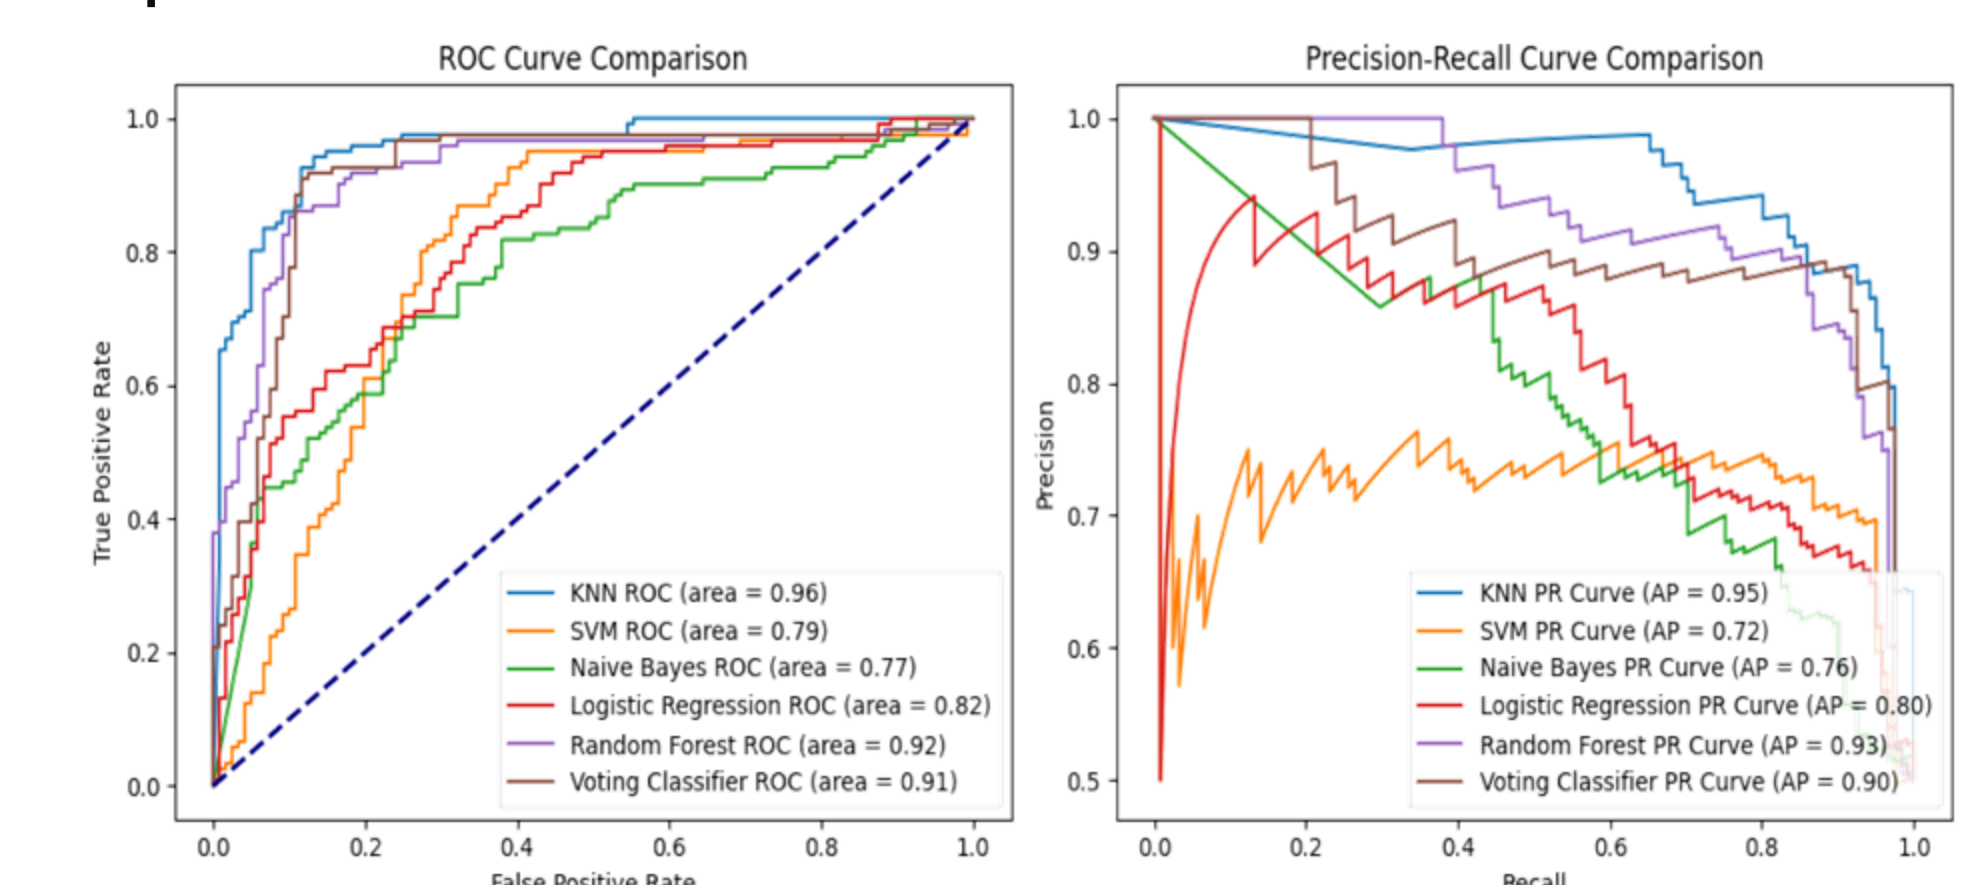 ROC Curve Comparison
True Positive Rate
1.0
0.8
0.6
0.4
0.2
0.0
KNN ROC (area = 0.96)
SVM ROC (area = 0.79)
Naive Bayes ROC (area = 0.77)
Logistic Regression ROC (area = 0.82)
Random Forest ROC (area = 0.92)
Voting Classifier ROC (area = 0.91)
0.0 0.2 0.4 0.6 0.8 1.0
False Positive Rate
Precision-Recall Curve Comparison
Precision
1.0
0.9
0.8
0.7
0.6
0.5
KNN PR Curve (AP = 0.95)
SVM PR Curve (AP = 0.72)
Naive Bayes PR Curve (AP = 0.76)
Logistic Regression PR Curve (AP = 0.80)
Random Forest PR Curve (AP = 0.93)
Voting Classifier PR Curve (AP = 0.90)
0.0 0.2 0.4 0.6 0.8 1.0
Recall